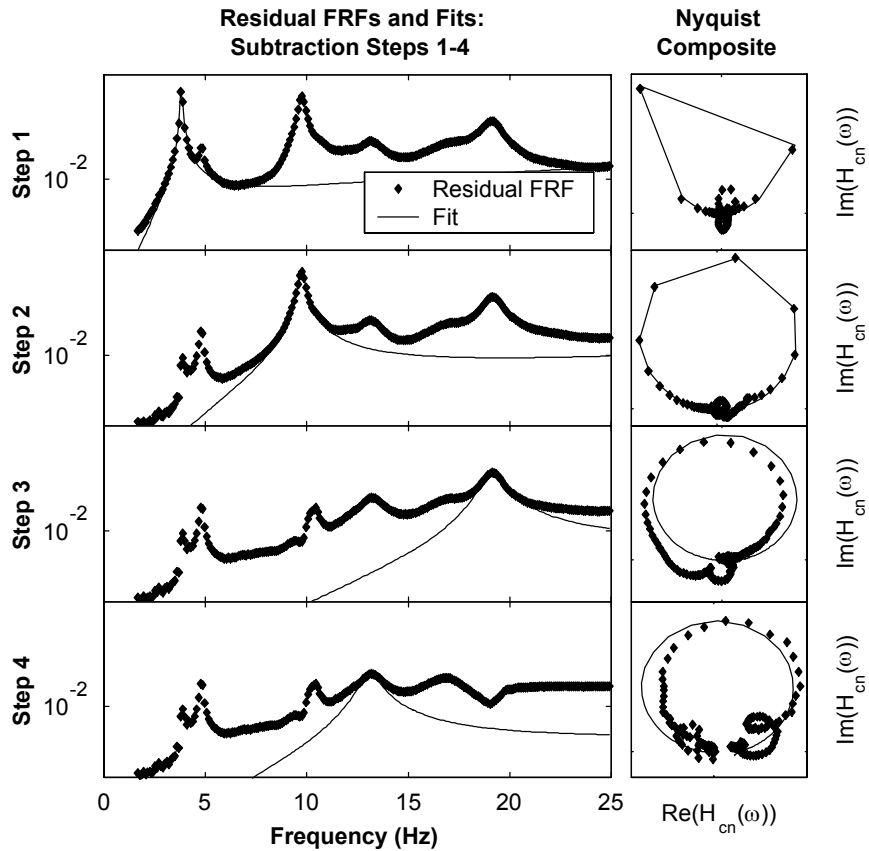 Residual FRFs and Fits:
Subtraction Steps 1-4
Nyquist
Composite
Step 1
10^-2
Residual FRF
Fit
Im(H_cn(ω))
Step 2
10^-2
Im(H_cn(ω))
Step 3
10^-2
Im(H_cn(ω))
Step 4
10^-2
Im(H_cn(ω))
0 5 10 15 20 25
Frequency (Hz)
Re(H_cn(ω))